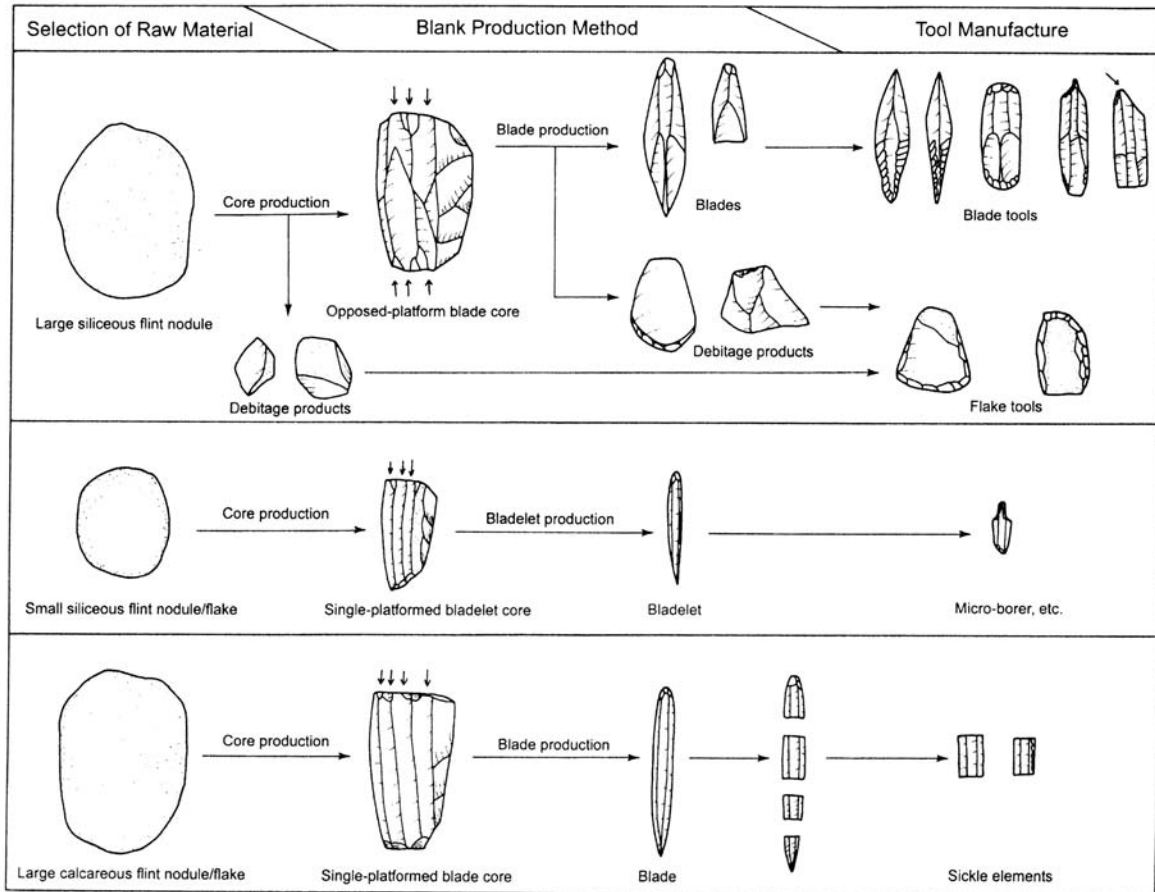 Selection of Raw Material
Blank Production Method
Tool Manufacture
Core production
Blade production
Blades
Blade tools
Large siliceous flint nodule
Opposed-platform blade core
Debitage products
Debitage products
Flake tools
Core production
Bladelet production
Small siliceous flint nodule/flake
Single-platformed bladelet core
Bladelet
Micro-borer, etc.
Core production
Blade production
Large calcareous flint nodule/flake
Single-platformed blade core
Blade
Sickle elements